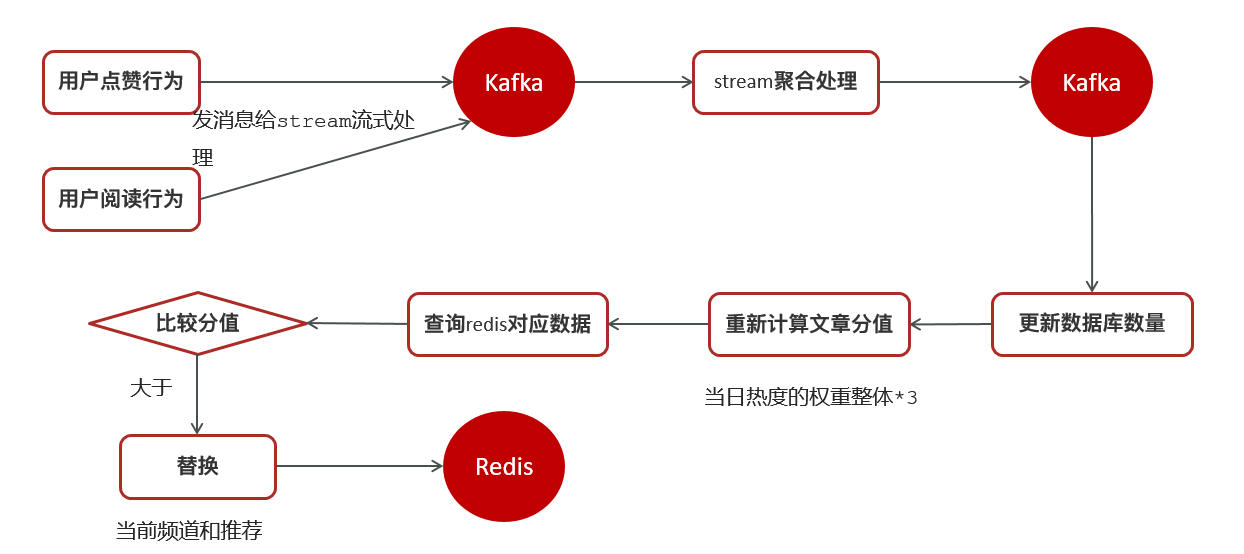 用户点赞行为
Kafka
stream聚合处理
Kafka
发消息给stream流式处
理
用户阅读行为
比较分值
查询redis对应数据
重新计算文章分值
更新数据库数量
大于
当日热度的权重整体*3
替换
Redis
当前频道和推荐